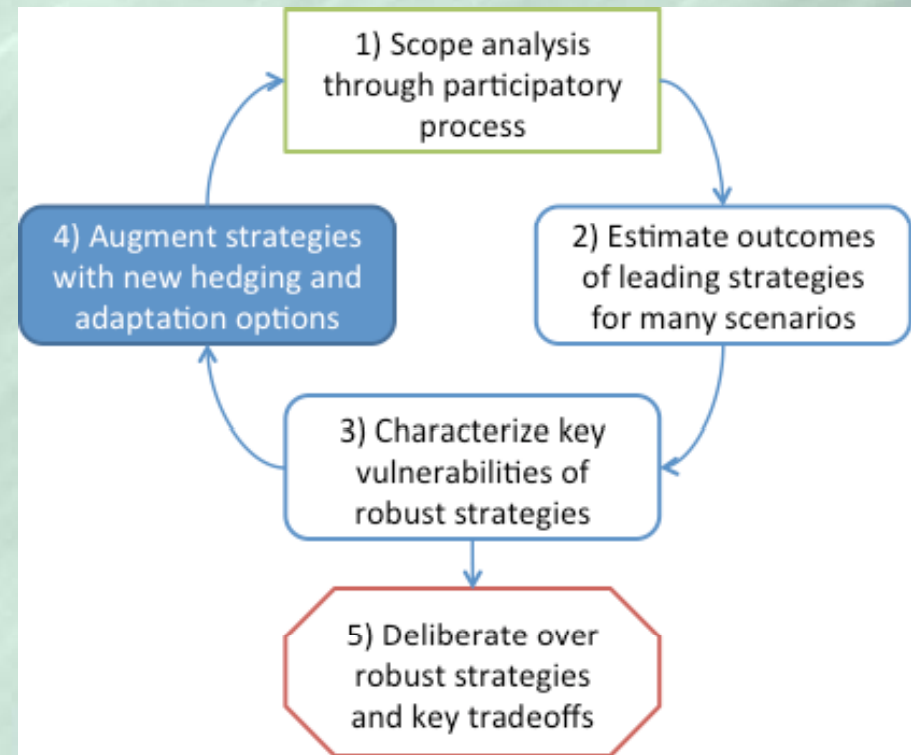 1) Scope analysis
through participatory
process
2) Estimate outcomes
of leading strategies
for many scenarios
3) Characterize key
vulnerabilities of
robust strategies
4) Augment strategies
with new hedging and
adaptation options
5) Deliberate over
robust strategies
and key tradeoffs